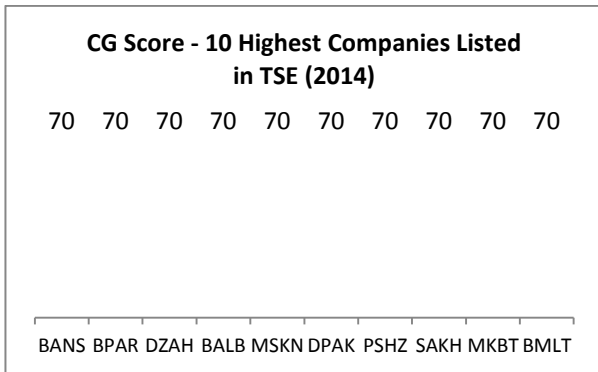 CG Score - 10 Highest Companies Listed
in TSE (2014)
70 70 70 70 70 70 70 70 70 70
BANS BPAR DZAH BALB MSKN DPAK PSHZ SAKH MKBT BMLT